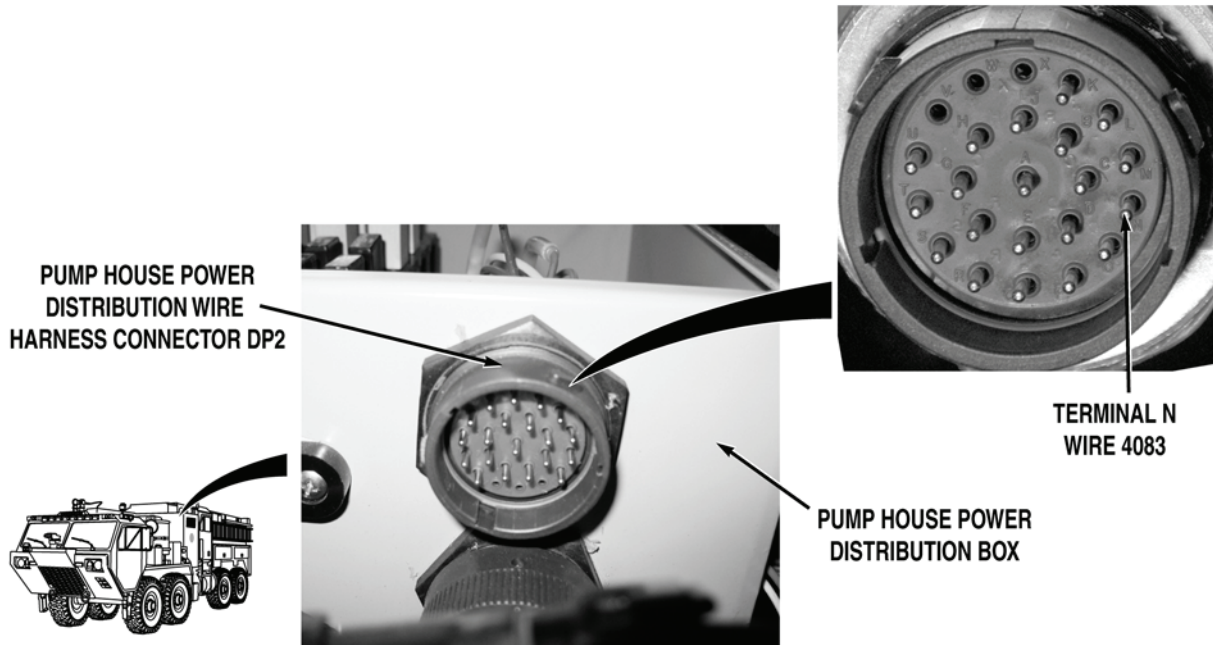 PUMP HOUSE POWER
DISTRIBUTION WIRE
HARNESS CONNECTOR DP2
TERMINAL N
WIRE 4083
PUMP HOUSE POWER
DISTRIBUTION BOX